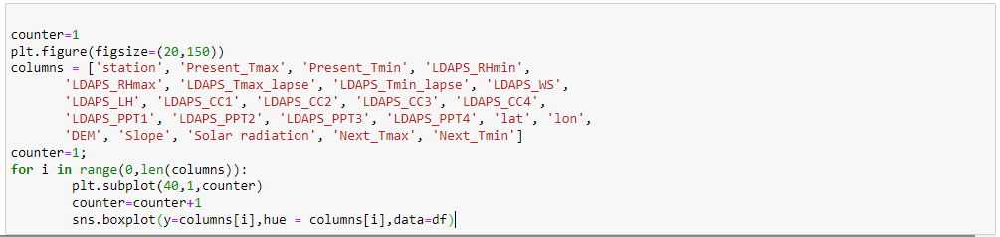 counter=1
plt.figure(figsize=(20,150))
columns = ['station', 'Present_Tmax', 'Present_Tmin', 'LDAPS_RHmin',
'LDAPS_RHmax', 'LDAPS_Tmax_lapse', 'LDAPS_Tmin_lapse', 'LDAPS_WS',
'LDAPS_LH', 'LDAPS_CC1', 'LDAPS_CC2', 'LDAPS_CC3', 'LDAPS_CC4',
'LDAPS_PPT1', 'LDAPS_PPT2', 'LDAPS_PPT3', 'LDAPS_PPT4', 'lat', 'lon',
'DEM', 'Slope', 'Solar radiation', 'Next_Tmax', 'Next_Tmin']
counter=1;
for i in range(0,len(columns)):
plt.subplot(40,1,counter)
counter=counter+1
sns.boxplot(y=columns[i],hue = columns[i],data=df)